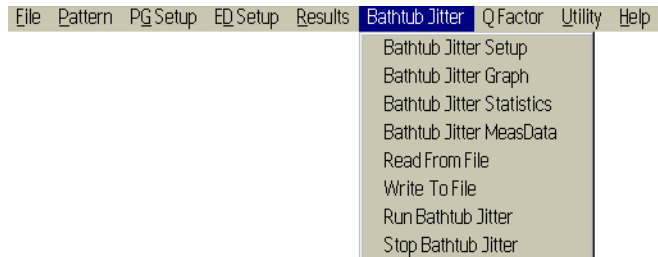 File Pattern PG Setup ED Setup Results Bathtub Jitter Q Factor Utility Help
Bathtub Jitter Setup
Bathtub Jitter Graph
Bathtub Jitter Statistics
Bathtub Jitter MeasData
Read From File
Write To File
Run Bathtub Jitter
Stop Bathtub Jitter